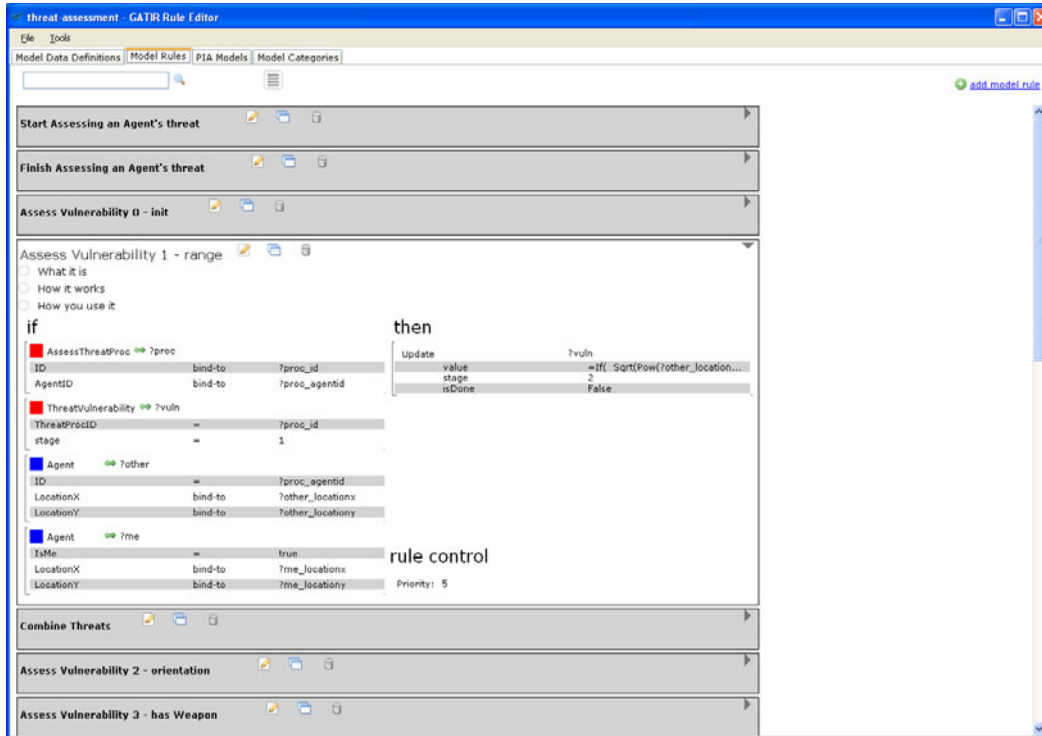 threat-assessment - GATIR Rule Editor
File Tools
Model Data Definitions Model Rules PIA Models Model Categories
add model rule
Start Assessing an Agent's threat
Finish Assessing an Agent's threat
Assess Vulnerability 0 - init
Assess Vulnerability 1 - range
What it is
How it works
How you use it
if
AssessThreatProc ?proc
ID bind-to ?proc_id
AgentID bind-to ?proc_agentid
ThreatVulnerability ?vuln
ThreatProcID = ?proc_id
stage = 1
Agent ?other
ID = ?proc_agentid
LocationX bind-to ?other_locationx
LocationY bind-to ?other_locationy
Agent ?me
IsMe = true
LocationX bind-to ?me_locationx
LocationY bind-to ?me_locationy
then
Update ?vuln
value =If( Sqrt(Pow(?other_location...
stage 2
isDone False
rule control
Priority: 5
Combine Threats
Assess Vulnerability 2 - orientation
Assess Vulnerability 3 - has Weapon